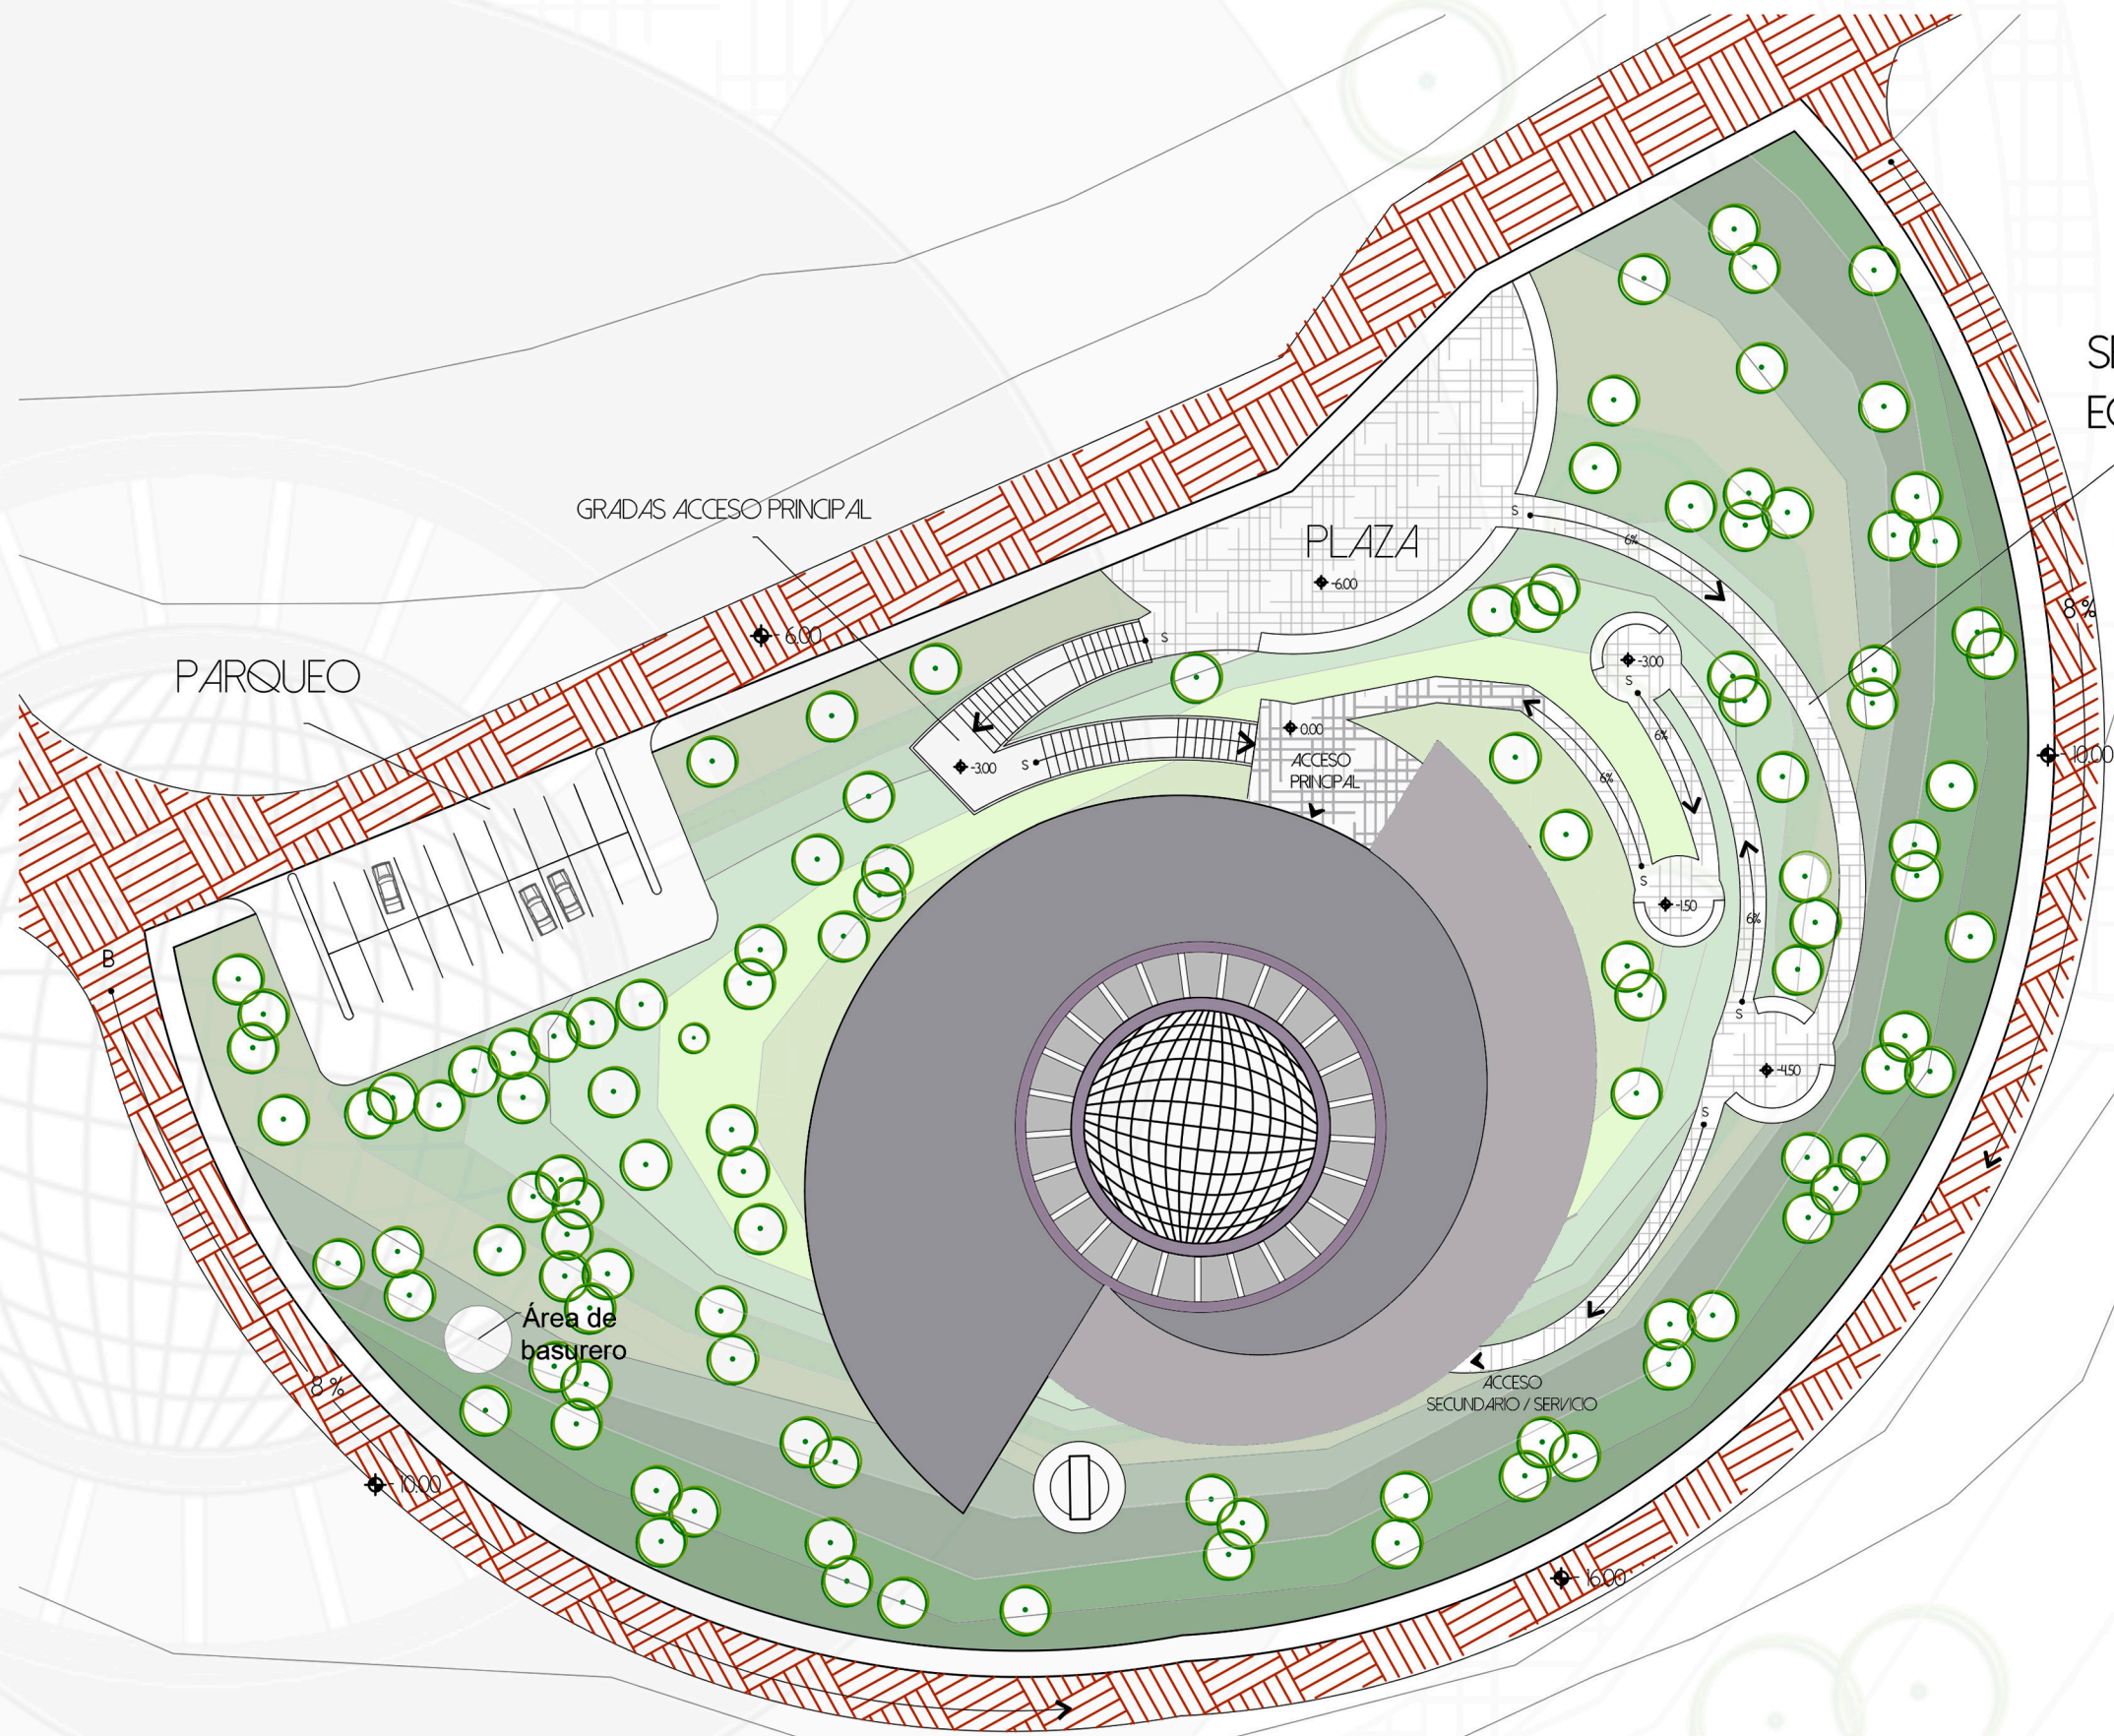 SE
EC
GRADAS ACCESO PRINCIPAL
S
6%
PLAZA
-6.00
8 %
- 6.00
S
PARQUEO
-3.00
S
6%
0.00
-10.00
ACCESO
PRINCIPAL
-3.00
S
6%
S
-1.50
6%
B
S
-4.50
S
Área de
basurero
8 %
ACCESO
SECUNDARIO / SERVICIO
- 10.00
- 16.00